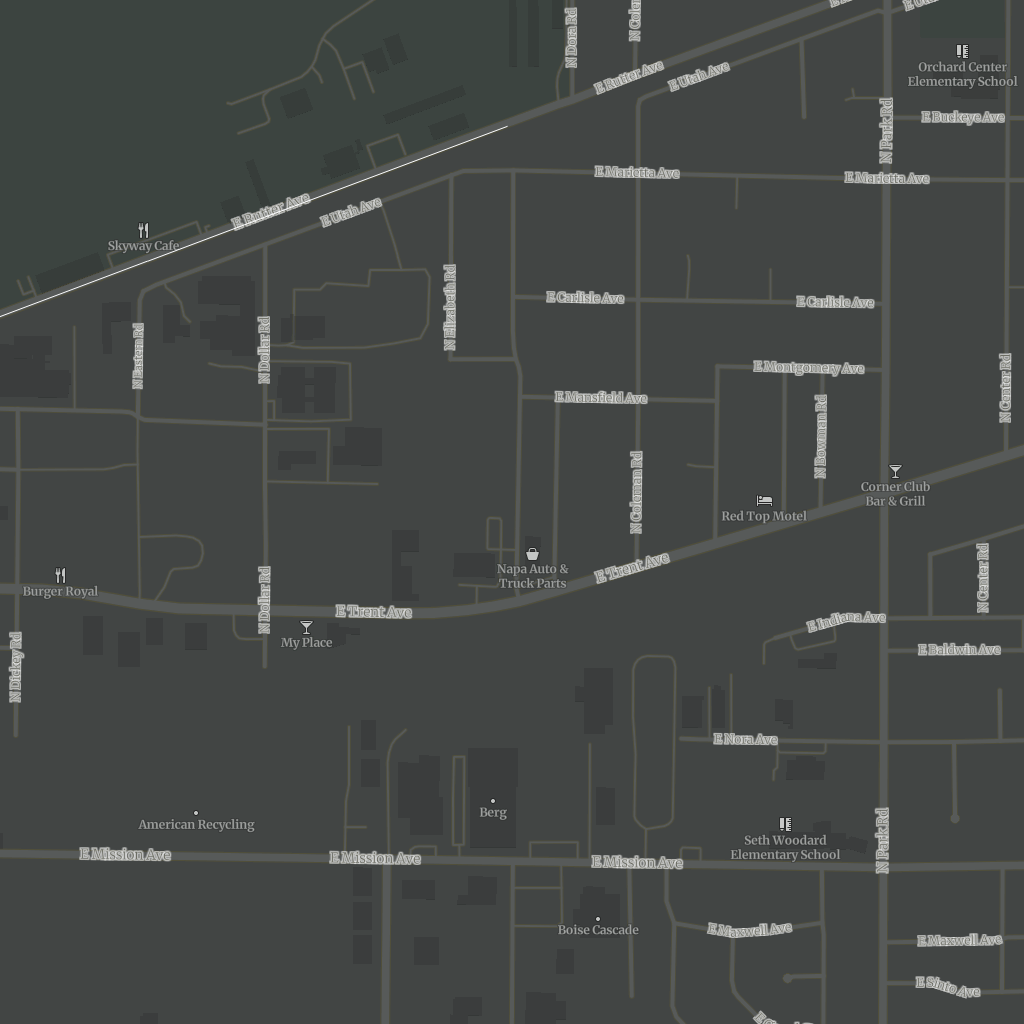 N Dora Rd
E Rutter Ave
E Utah Ave
Orchard Center
Elementary School
E Buckeye Ave
N Park Rd
E Marietta Ave
E Marietta Ave
E Rutter Ave
E Utah Ave
Skyway Cafe
N Elizabeth Rd
E Carlisle Ave
E Carlisle Ave
N Eastern Rd
N Dollar Rd
E Montgomery Ave
N Center Rd
E Mansfield Ave
N Bowman Rd
N Coleman Rd
Corner Club
Bar & Grill
Red Top Motel
Napa Auto &
Truck Parts
E Trent Ave
N Center Rd
Burger Royal
N Dollar Rd
E Trent Ave
E Indiana Ave
My Place
N Dickey Rd
E Baldwin Ave
E Nora Ave
Berg
American Recycling
Seth Woodard
Elementary School
N Park Rd
E Mission Ave
E Mission Ave
E Mission Ave
Boise Cascade
E Maxwell Ave
E Maxwell Ave
E Sinto Ave